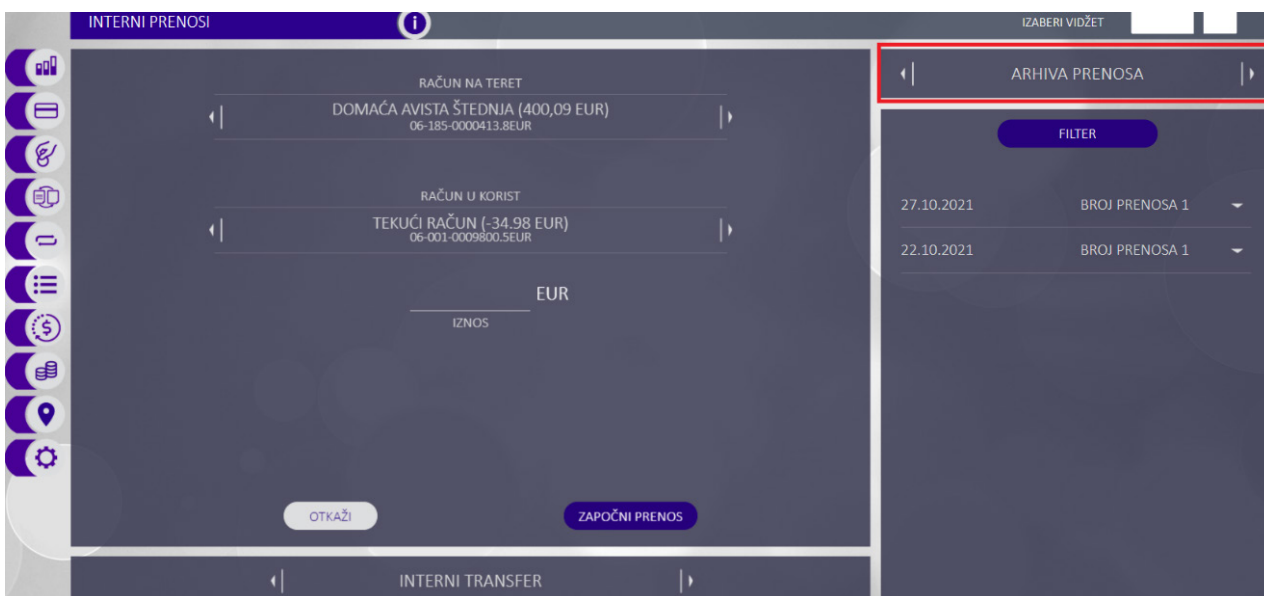 INTERNI PRENOSI
IZABERI VIDŽET
RAČUN NA TERET
DOMAĆA AVISTA ŠTEDNJA (400,09 EUR)
06-185-0000413.8EUR
RAČUN U KORIST
TEKUĆI RAČUN (-34.98 EUR)
06-001-0009800.5EUR
EUR
IZNOS
OTKAŽI
ZAPOČNI PRENOS
INTERNI TRANSFER
ARHIVA PRENOSA
FILTER
27.10.2021 BROJ PRENOSA 1
22.10.2021 BROJ PRENOSA 1